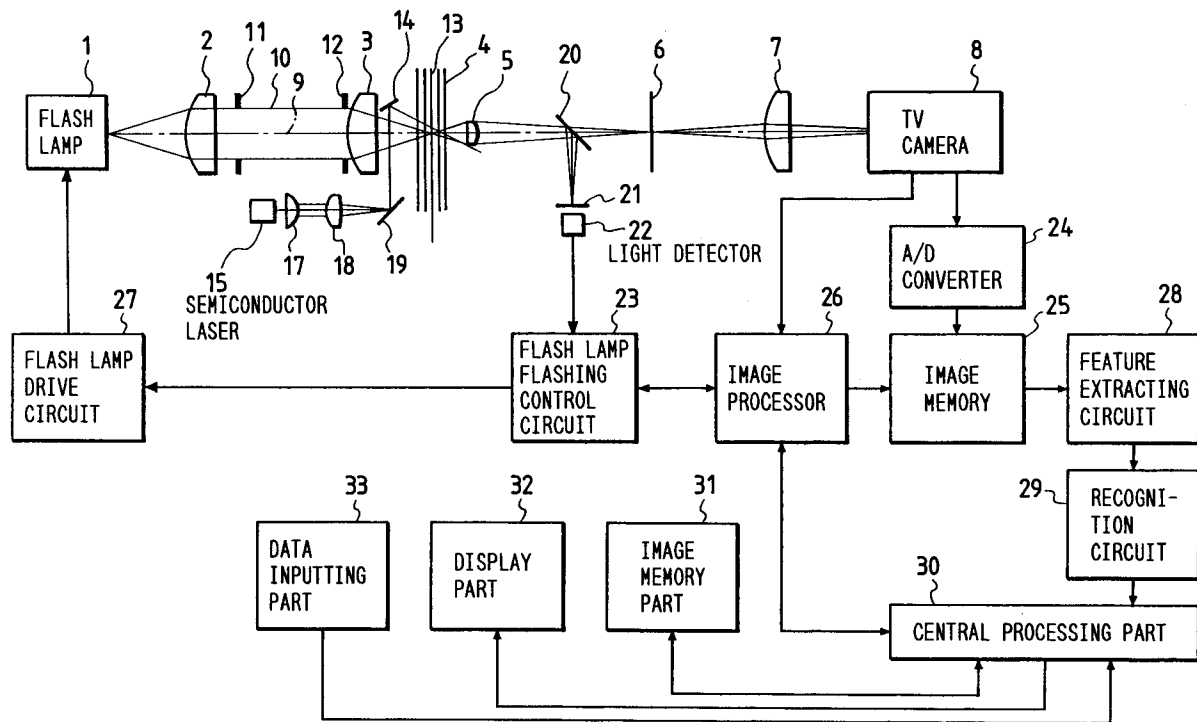 1
2
11
10
9
12
3
14
13
4
5
20
6
7
8
FLASH
LAMP
TV
CAMERA
15
17
18
19
21
22
LIGHT DETECTOR
SEMICONDUCTOR
LASER
24
A/D
CONVERTER
27
FLASH LAMP
DRIVE
CIRCUIT
23
FLASH LAMP
FLASHING
CONTROL
CIRCUIT
26
IMAGE
PROCESSOR
25
IMAGE
MEMORY
28
FEATURE
EXTRACTING
CIRCUIT
33
DATA
INPUTTING
PART
32
DISPLAY
PART
31
IMAGE
MEMORY
PART
29
RECOGNI-
TION
CIRCUIT
30
CENTRAL PROCESSING PART